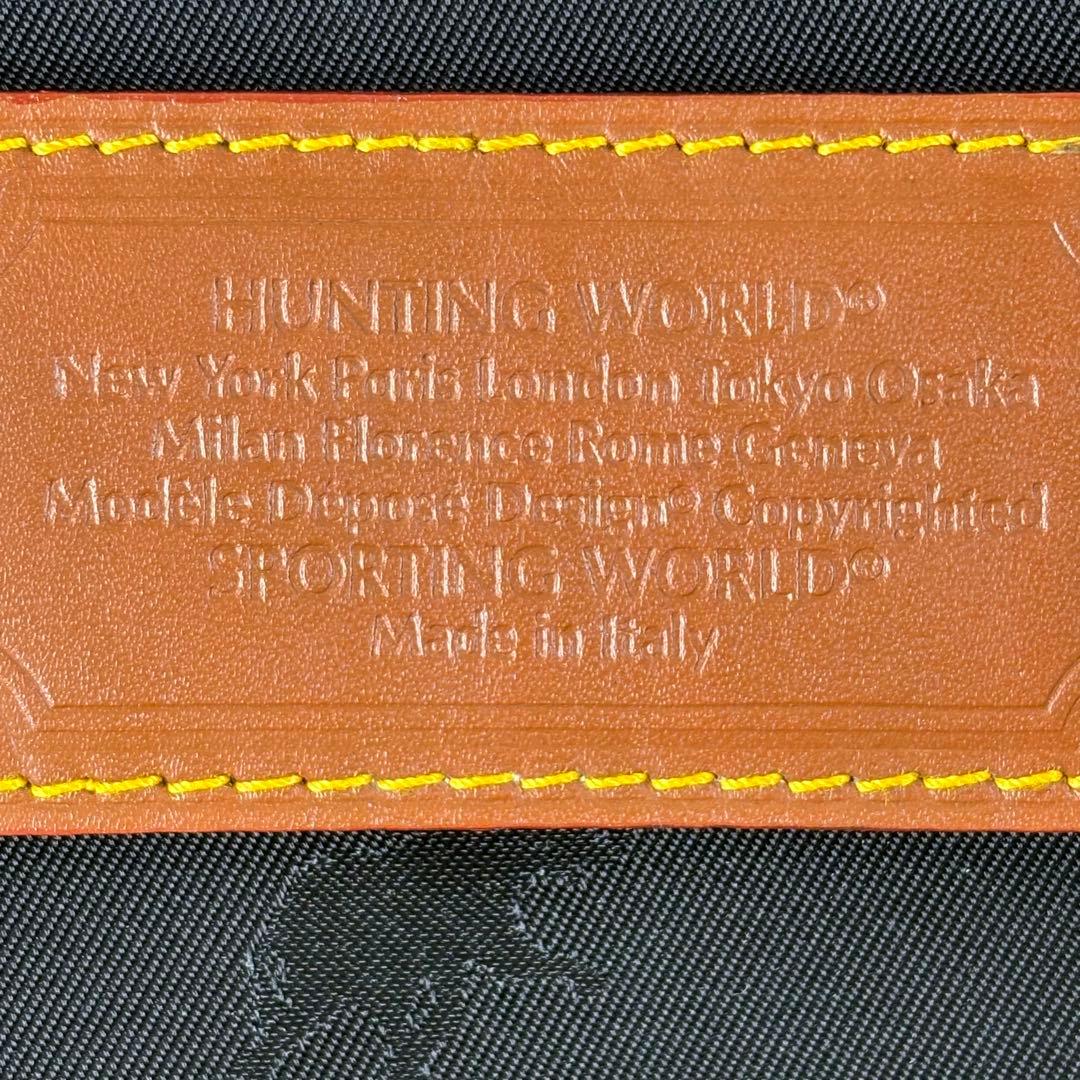 HUNTING WORLD®
New York Paris London Tokyo Osaka
Milan Florence Rome Geneva
Modèle Déposé Design® Copyrighted
SPORTING WORLD®
Made in Italy